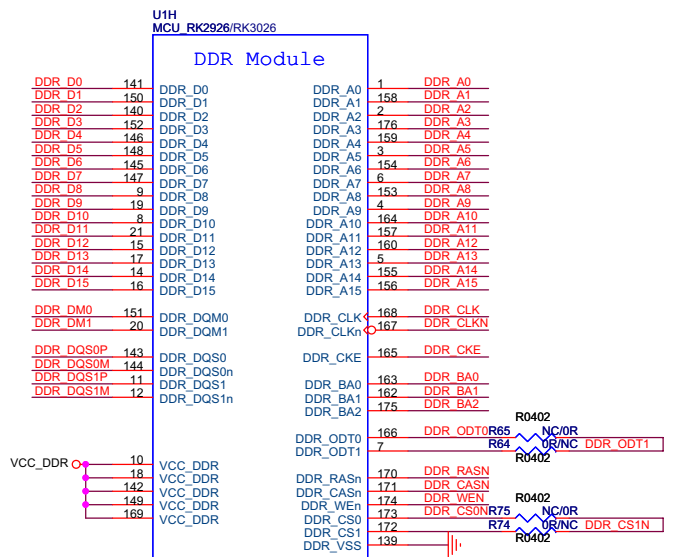 U1H
MCU_RK2926/RK3026
DDR Module
DDR_D0 141 DDR_D0 DDR_A0 1 DDR_A0
DDR_D1 150 DDR_D1 DDR_A1 158 DDR_A1
DDR_D2 140 DDR_D2 DDR_A2 2 DDR_A2
DDR_D3 152 DDR_D3 DDR_A3 176 DDR_A3
DDR_D4 146 DDR_D4 DDR_A4 159 DDR_A4
DDR_D5 148 DDR_D5 DDR_A5 3 DDR_A5
DDR_D6 145 DDR_D6 DDR_A6 154 DDR_A6
DDR_D7 147 DDR_D7 DDR_A7 6 DDR_A7
DDR_D8 9 DDR_D8 DDR_A8 153 DDR_A8
DDR_D9 19 DDR_D9 DDR_A9 4 DDR_A9
DDR_D10 8 DDR_D10 DDR_A10 164 DDR_A10
DDR_D11 21 DDR_D11 DDR_A11 157 DDR_A11
DDR_D12 15 DDR_D12 DDR_A12 160 DDR_A12
DDR_D13 17 DDR_D13 DDR_A13 5 DDR_A13
DDR_D14 14 DDR_D14 DDR_A14 155 DDR_A14
DDR_D15 16 DDR_D15 DDR_A15 156 DDR_A15
DDR_DM0 151 DDR_DQM0 DDR_CLK 168 DDR_CLK
DDR_DM1 20 DDR_DQM1 DDR_CLKn 167 DDR_CLKN
DDR_DQS0P 143 DDR_DQS0 DDR_CKE 165 DDR_CKE
DDR_DQS0M 144 DDR_DQS0n
DDR_DQS1P 11 DDR_DQS1 DDR_BA0 163 DDR_BA0
DDR_DQS1M 12 DDR_DQS1n DDR_BA1 162 DDR_BA1
DDR_BA2 175 DDR_BA2
R0402
DDR_ODT0 166 DDR_ODT0 R65 NC/0R
DDR_ODT1 7 R64 0R/NC DDR_ODT1
R0402
VCC_DDR 10 VCC_DDR
18 VCC_DDR DDR_RASn 170 DDR_RASN
142 VCC_DDR DDR_CASn 171 DDR_CASN
149 VCC_DDR DDR_WEn 174 DDR_WEN
R0402
169 VCC_DDR DDR_CS0 173 DDR_CS0N R75 NC/0R
DDR_CS1 172 R74 0R/NC DDR_CS1N
DDR_VSS 139 R0402